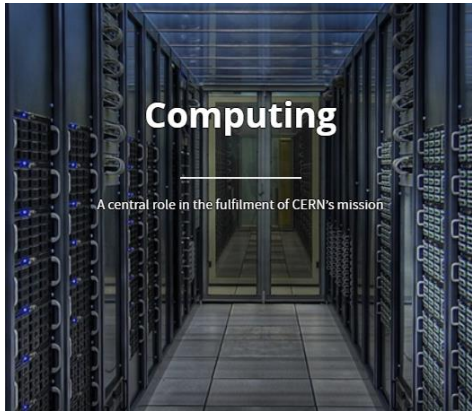 Computing
A central role in the fulfilment of CERN's mission